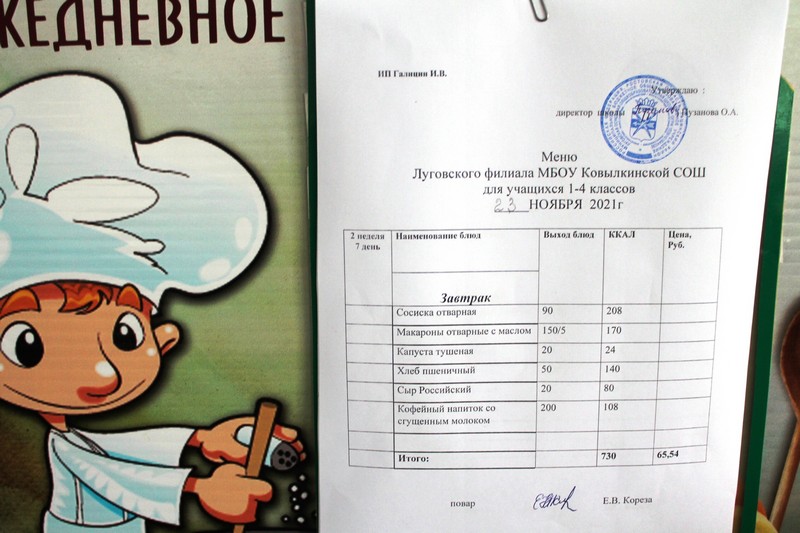 ЖЕДНЕВНОЕ
ИП Галицин И.В.
Утверждаю :
директор школы Пузанова О.А.
Меню
Луговского филиала МБОУ Ковылкинской СОШ
для учащихся 1-4 классов
23 НОЯБРЯ 2021г
2 неделя Наименование блюд Выход блюд ККАЛ Цена,
7 день Руб.
Завтрак
Сосиска отварная 90 208
Макароны отварные с маслом 150/5 170
Капуста тушеная 20 24
Хлеб пшеничный 50 140
Сыр Российский 20 80
Кофейный напиток со 200 108
сгущенным молоком
Итого: 730 65,54
повар Е.В. Кореза